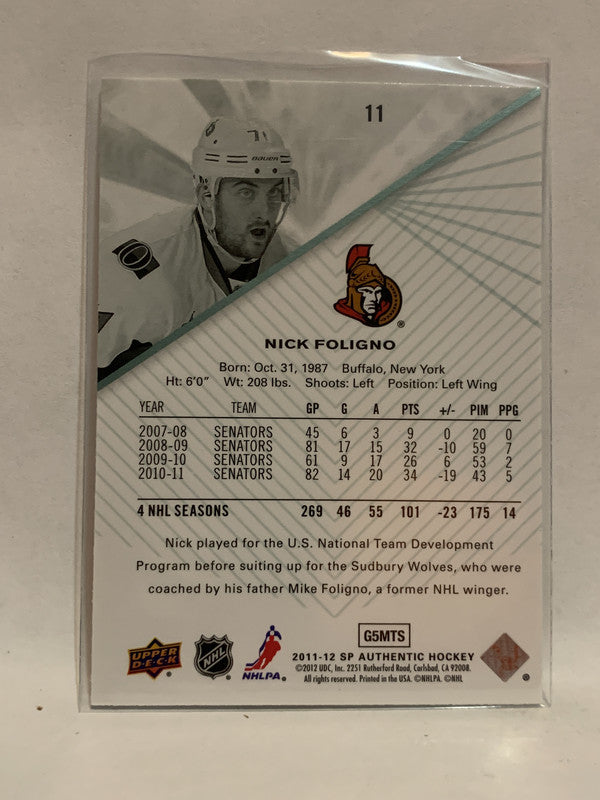 11
71
BAUER
NICK FOLIGNO
Born: Oct. 31, 1987 Buffalo, New York
Ht: 6'0" Wt: 208 lbs. Shoots: Left Position: Left Wing
YEAR TEAM GP G A PTS +/- PIM PPG
2007-08 SENATORS 45 6 3 9 0 20 0
2008-09 SENATORS 81 17 15 32 -10 59 7
2009-10 SENATORS 61 9 17 26 6 53 2
2010-11 SENATORS 82 14 20 34 -19 43 5
4 NHL SEASONS 269 46 55 101 -23 175 14
Nick played for the U.S. National Team Development
Program before suiting up for the Sudbury Wolves, who were
coached by his father Mike Foligno, a former NHL winger.
G5MTS
UPPER
DECK
NHL
NHLPA.
2011-12 SP AUTHENTIC HOCKEY
©2012 UDC, Inc. 2251 Rutherford Road, Carlsbad, CA 92008.
All rights reserved. Printed in the USA. ©NHLPA. ©NHL